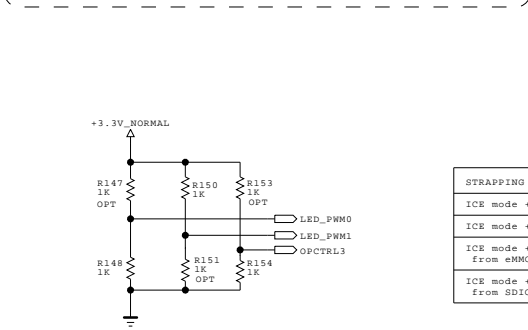 +3.3V_NORMAL
R147
1K
OPT
R150
1K
R153
1K
OPT
LED_PWM0
LED_PWM1
OPCTRL3
R148
1K
R151
1K
OPT
R154
1K
STRAPPING
ICE mode +
ICE mode +
ICE mode +
from eMMC
ICE mode +
from SDIO